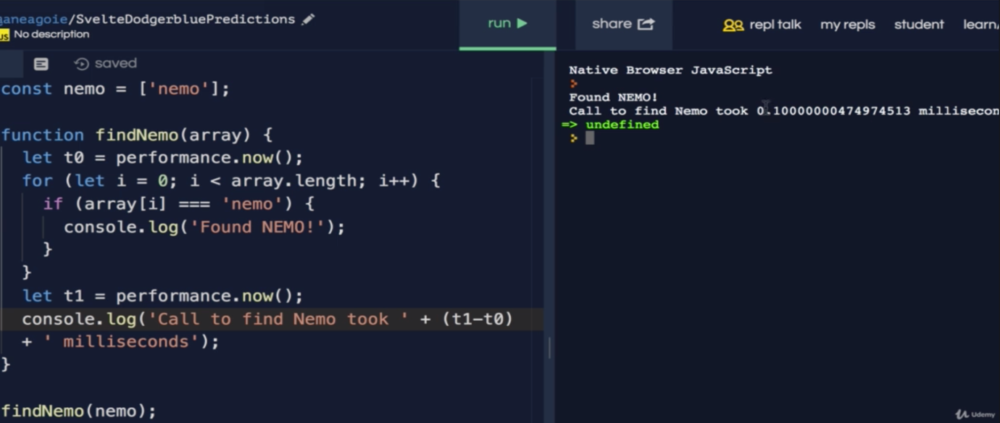 aneagoie/SvelteDodgerbluePredictions
run
share
repl talk
my repls
student
learn
No description
saved
const nemo = ['nemo'];
function findNemo(array) {
let t0 = performance.now();
for (let i = 0; i < array.length; i++) {
if (array[i] === 'nemo') {
console.log('Found NEMO!');
}
}
let t1 = performance.now();
console.log('Call to find Nemo took ' + (t1-t0)
+ ' milliseconds');
}
findNemo(nemo);
Native Browser JavaScript
>
Found NEMO!
Call to find Nemo took 0.10000000474974513 millisecon
=> undefined
>
Udemy